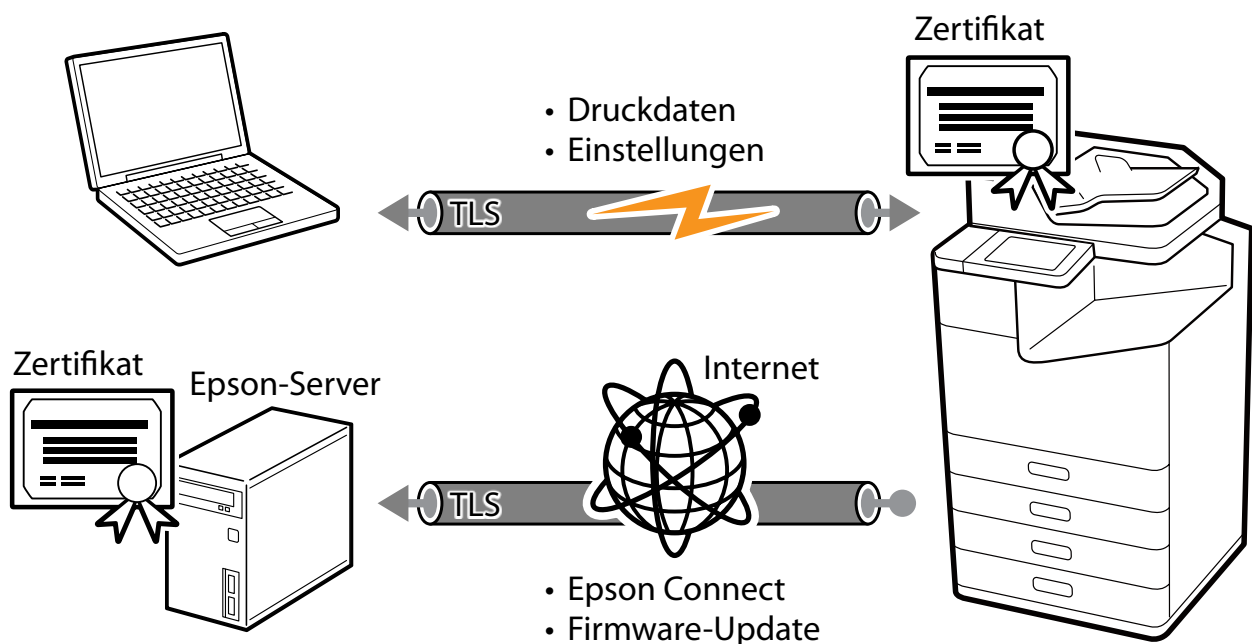 Zertifikat
• Druckdaten
• Einstellungen
TLS
Zertifikat
Epson-Server
Internet
TLS
• Epson Connect
• Firmware-Update